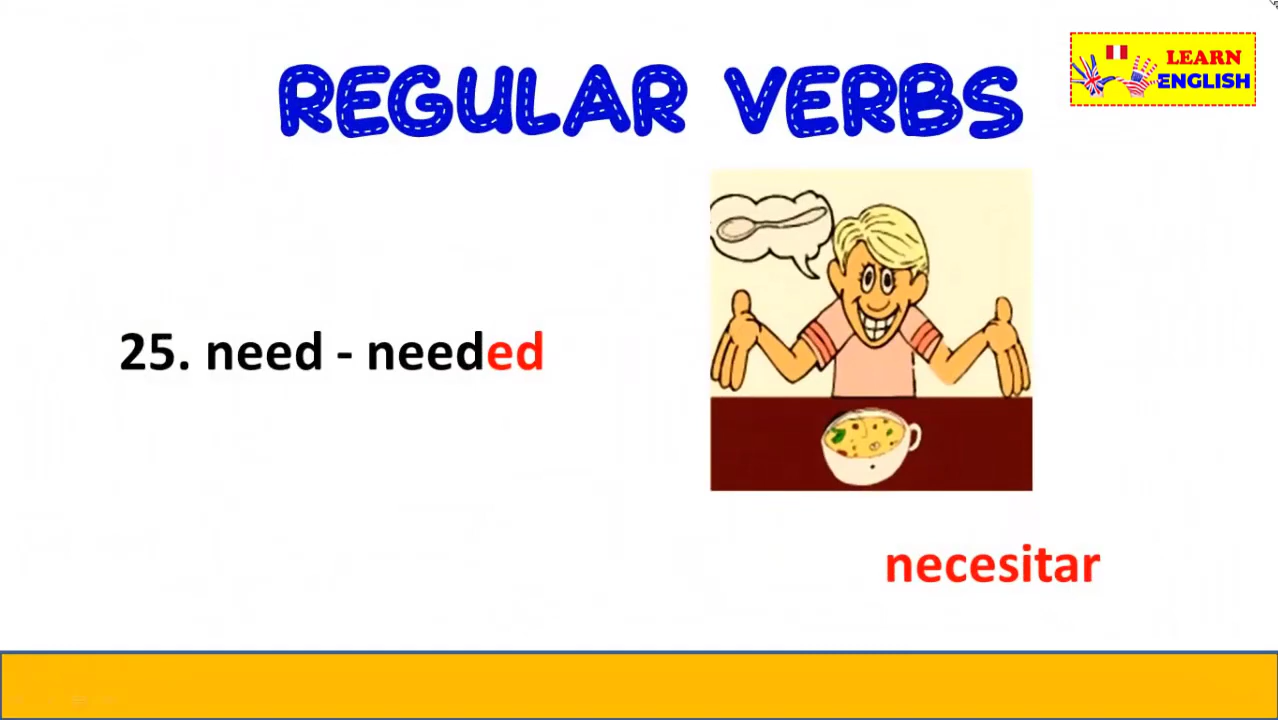 REGULAR VERBS
LEARN
ENGLISH
25. need - needed
necesitar